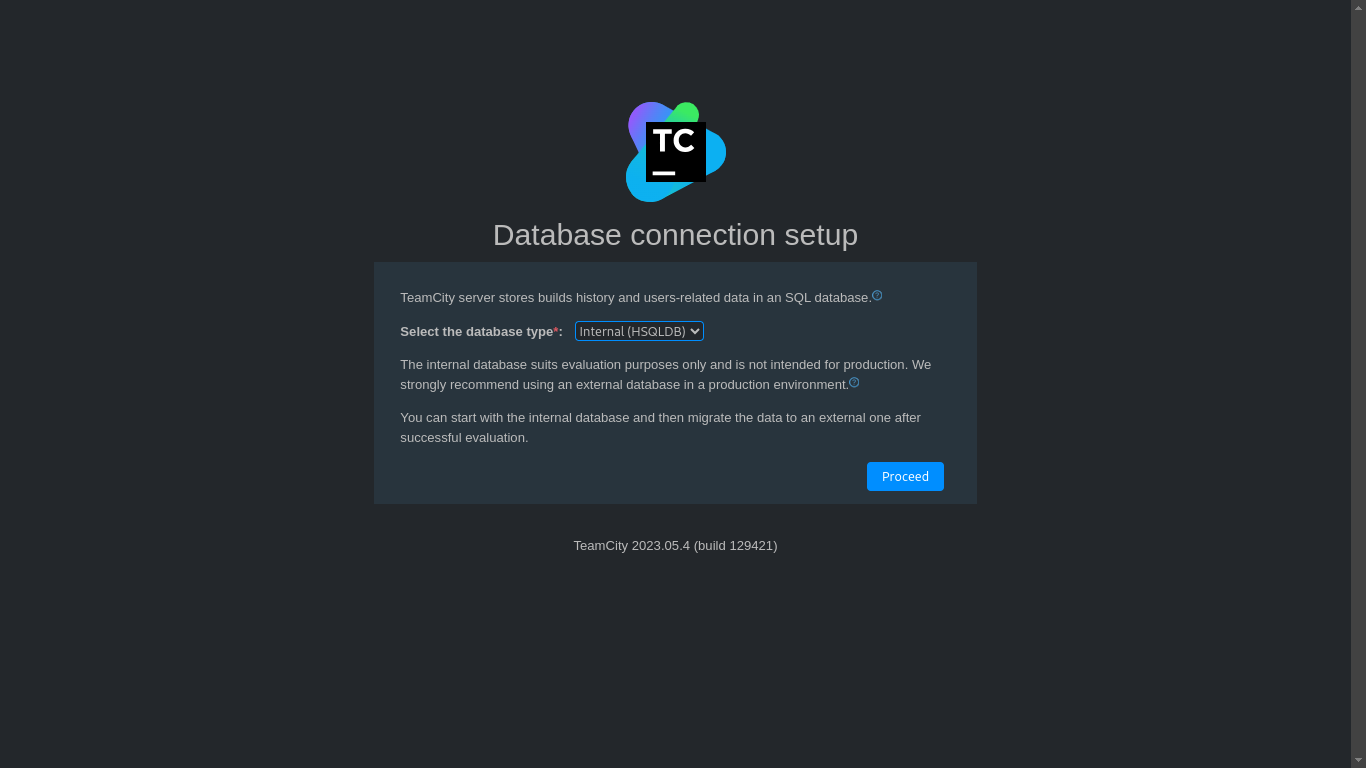 TC
Database connection setup
TeamCity server stores builds history and users-related data in an SQL database.
Select the database type*: Internal (HSQLDB)
The internal database suits evaluation purposes only and is not intended for production. We
strongly recommend using an external database in a production environment.
You can start with the internal database and then migrate the data to an external one after
successful evaluation.
Proceed
TeamCity 2023.05.4 (build 129421)